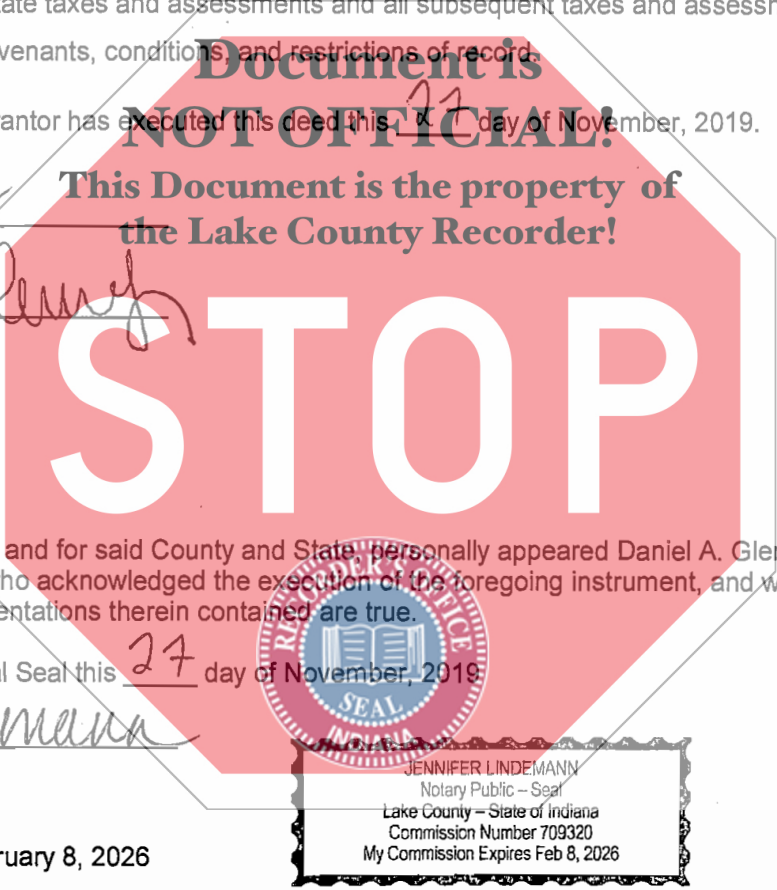 ate taxes and assessments and all subsequent taxes and assessm
venants, conditions, and restrictions of record.
Document is
NOT OFFICIAL!
antor has executed this deed this 27 day of November, 2019.
This Document is the property of
the Lake County Recorder!
STOP
and for said County and State, personally appeared Daniel A. Gle
ho acknowledged the execution of the foregoing instrument, and w
entations therein contained are true.
RECORDER'S OFFICE
SEAL
INDIANA
al Seal this 27 day of November, 2019
JENNIFER LINDEMANN
Notary Public – Seal
Lake County – State of Indiana
Commission Number 709320
My Commission Expires Feb 8, 2026
ruary 8, 2026